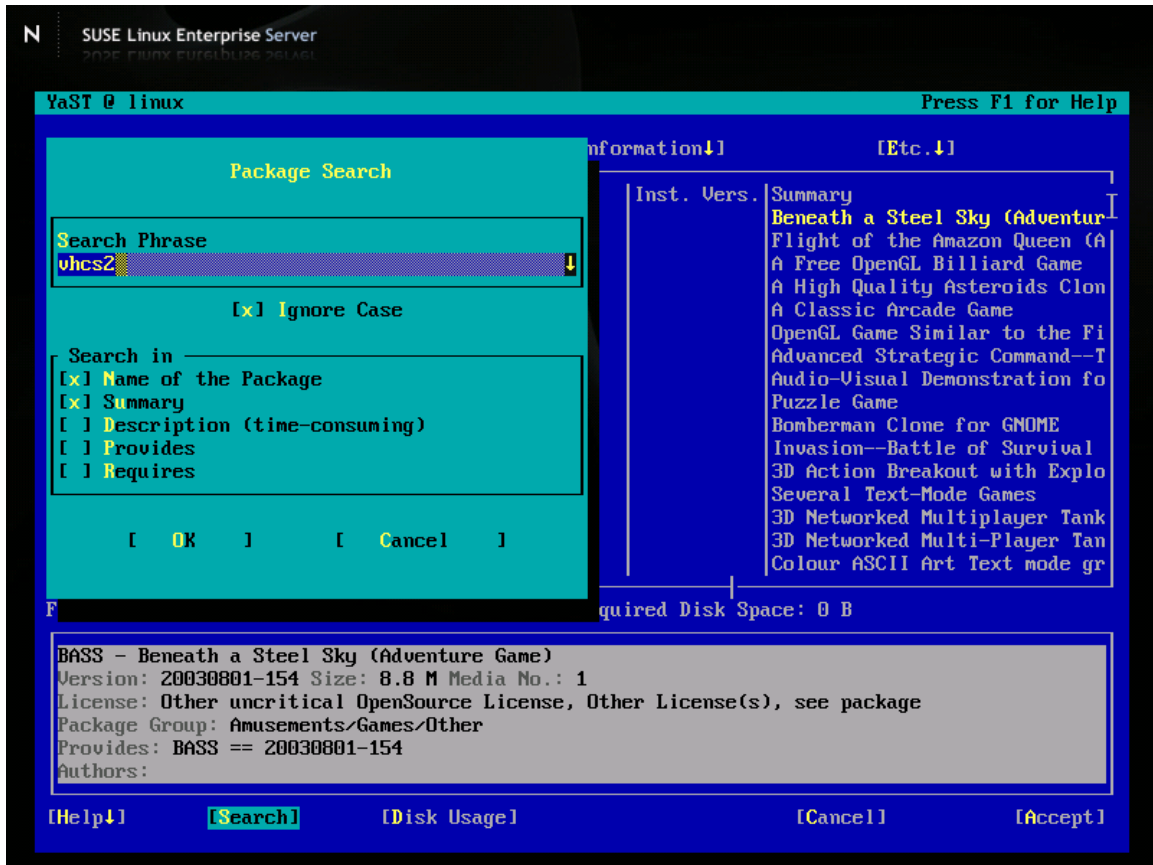 N SUSE Linux Enterprise Server
YaST @ linux Press F1 for Help
nformation↓] [Etc.↓]
Package Search
Inst. Vers. Summary
Beneath a Steel Sky (Adventur
Search Phrase Flight of the Amazon Queen (A
vhcs2 ↓ A Free OpenGL Billiard Game
A High Quality Asteroids Clon
[x] Ignore Case A Classic Arcade Game
OpenGL Game Similar to the Fi
Search in Advanced Strategic Command--T
[x] Name of the Package Audio-Visual Demonstration fo
[x] Summary Puzzle Game
[ ] Description (time-consuming) Bomberman Clone for GNOME
[ ] Provides Invasion--Battle of Survival
[ ] Requires 3D Action Breakout with Explo
Several Text-Mode Games
3D Networked Multiplayer Tank
[ OK ] [ Cancel ] 3D Networked Multi-Player Tan
Colour ASCII Art Text mode gr
F quired Disk Space: 0 B
BASS - Beneath a Steel Sky (Adventure Game)
Version: 20030801-154 Size: 8.8 M Media No.: 1
License: Other uncritical OpenSource License, Other License(s), see package
Package Group: Amusements/Games/Other
Provides: BASS == 20030801-154
Authors:
[Help↓] [Search] [Disk Usage] [Cancel] [Accept]